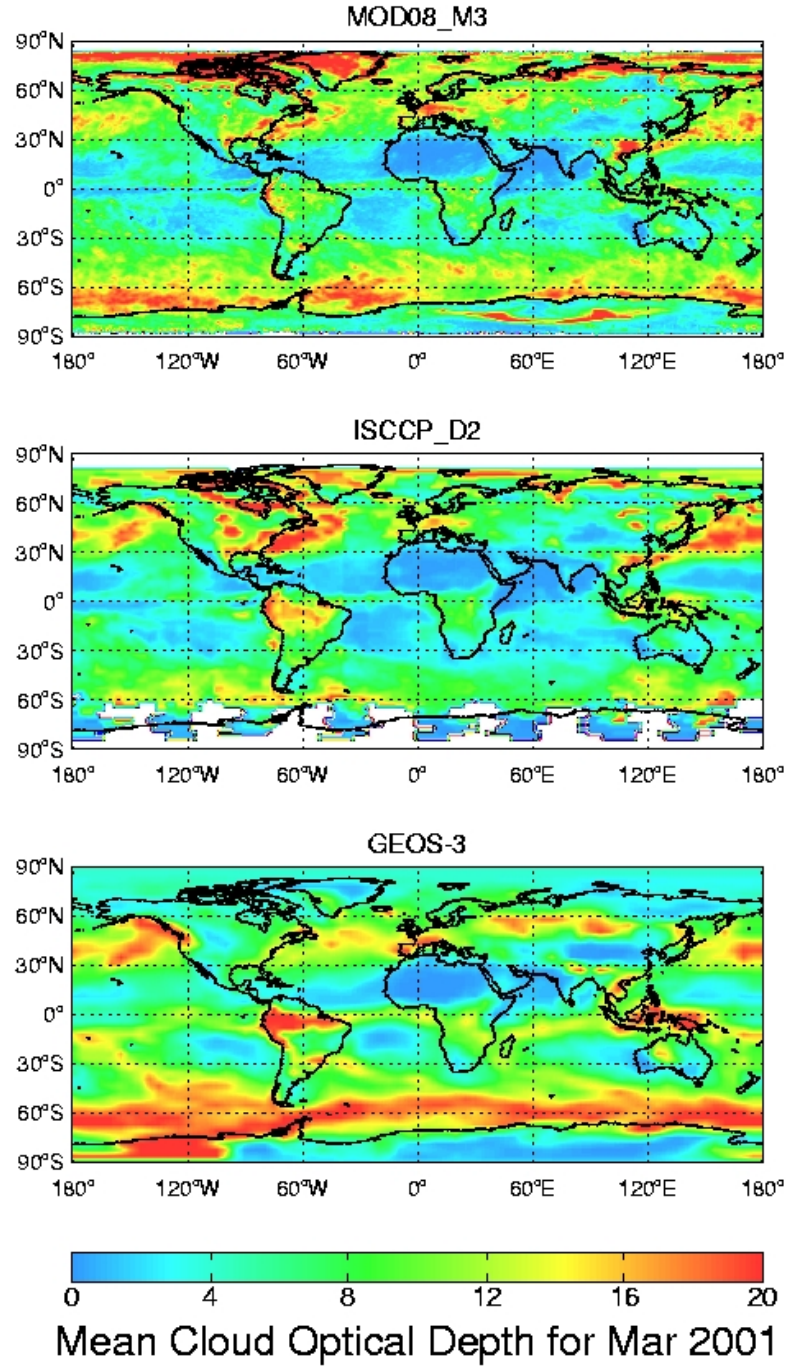 MOD08_M3
90°N
60°N
30°N
0°
30°S
60°S
90°S
180° 120°W 60°W 0° 60°E 120°E 180°
ISCCP_D2
90°N
60°N
30°N
0°
30°S
60°S
90°S
180° 120°W 60°W 0° 60°E 120°E 180°
GEOS-3
90°N
60°N
30°N
0°
30°S
60°S
90°S
180° 120°W 60°W 0° 60°E 120°E 180°
0 4 8 12 16 20
Mean Cloud Optical Depth for Mar 2001